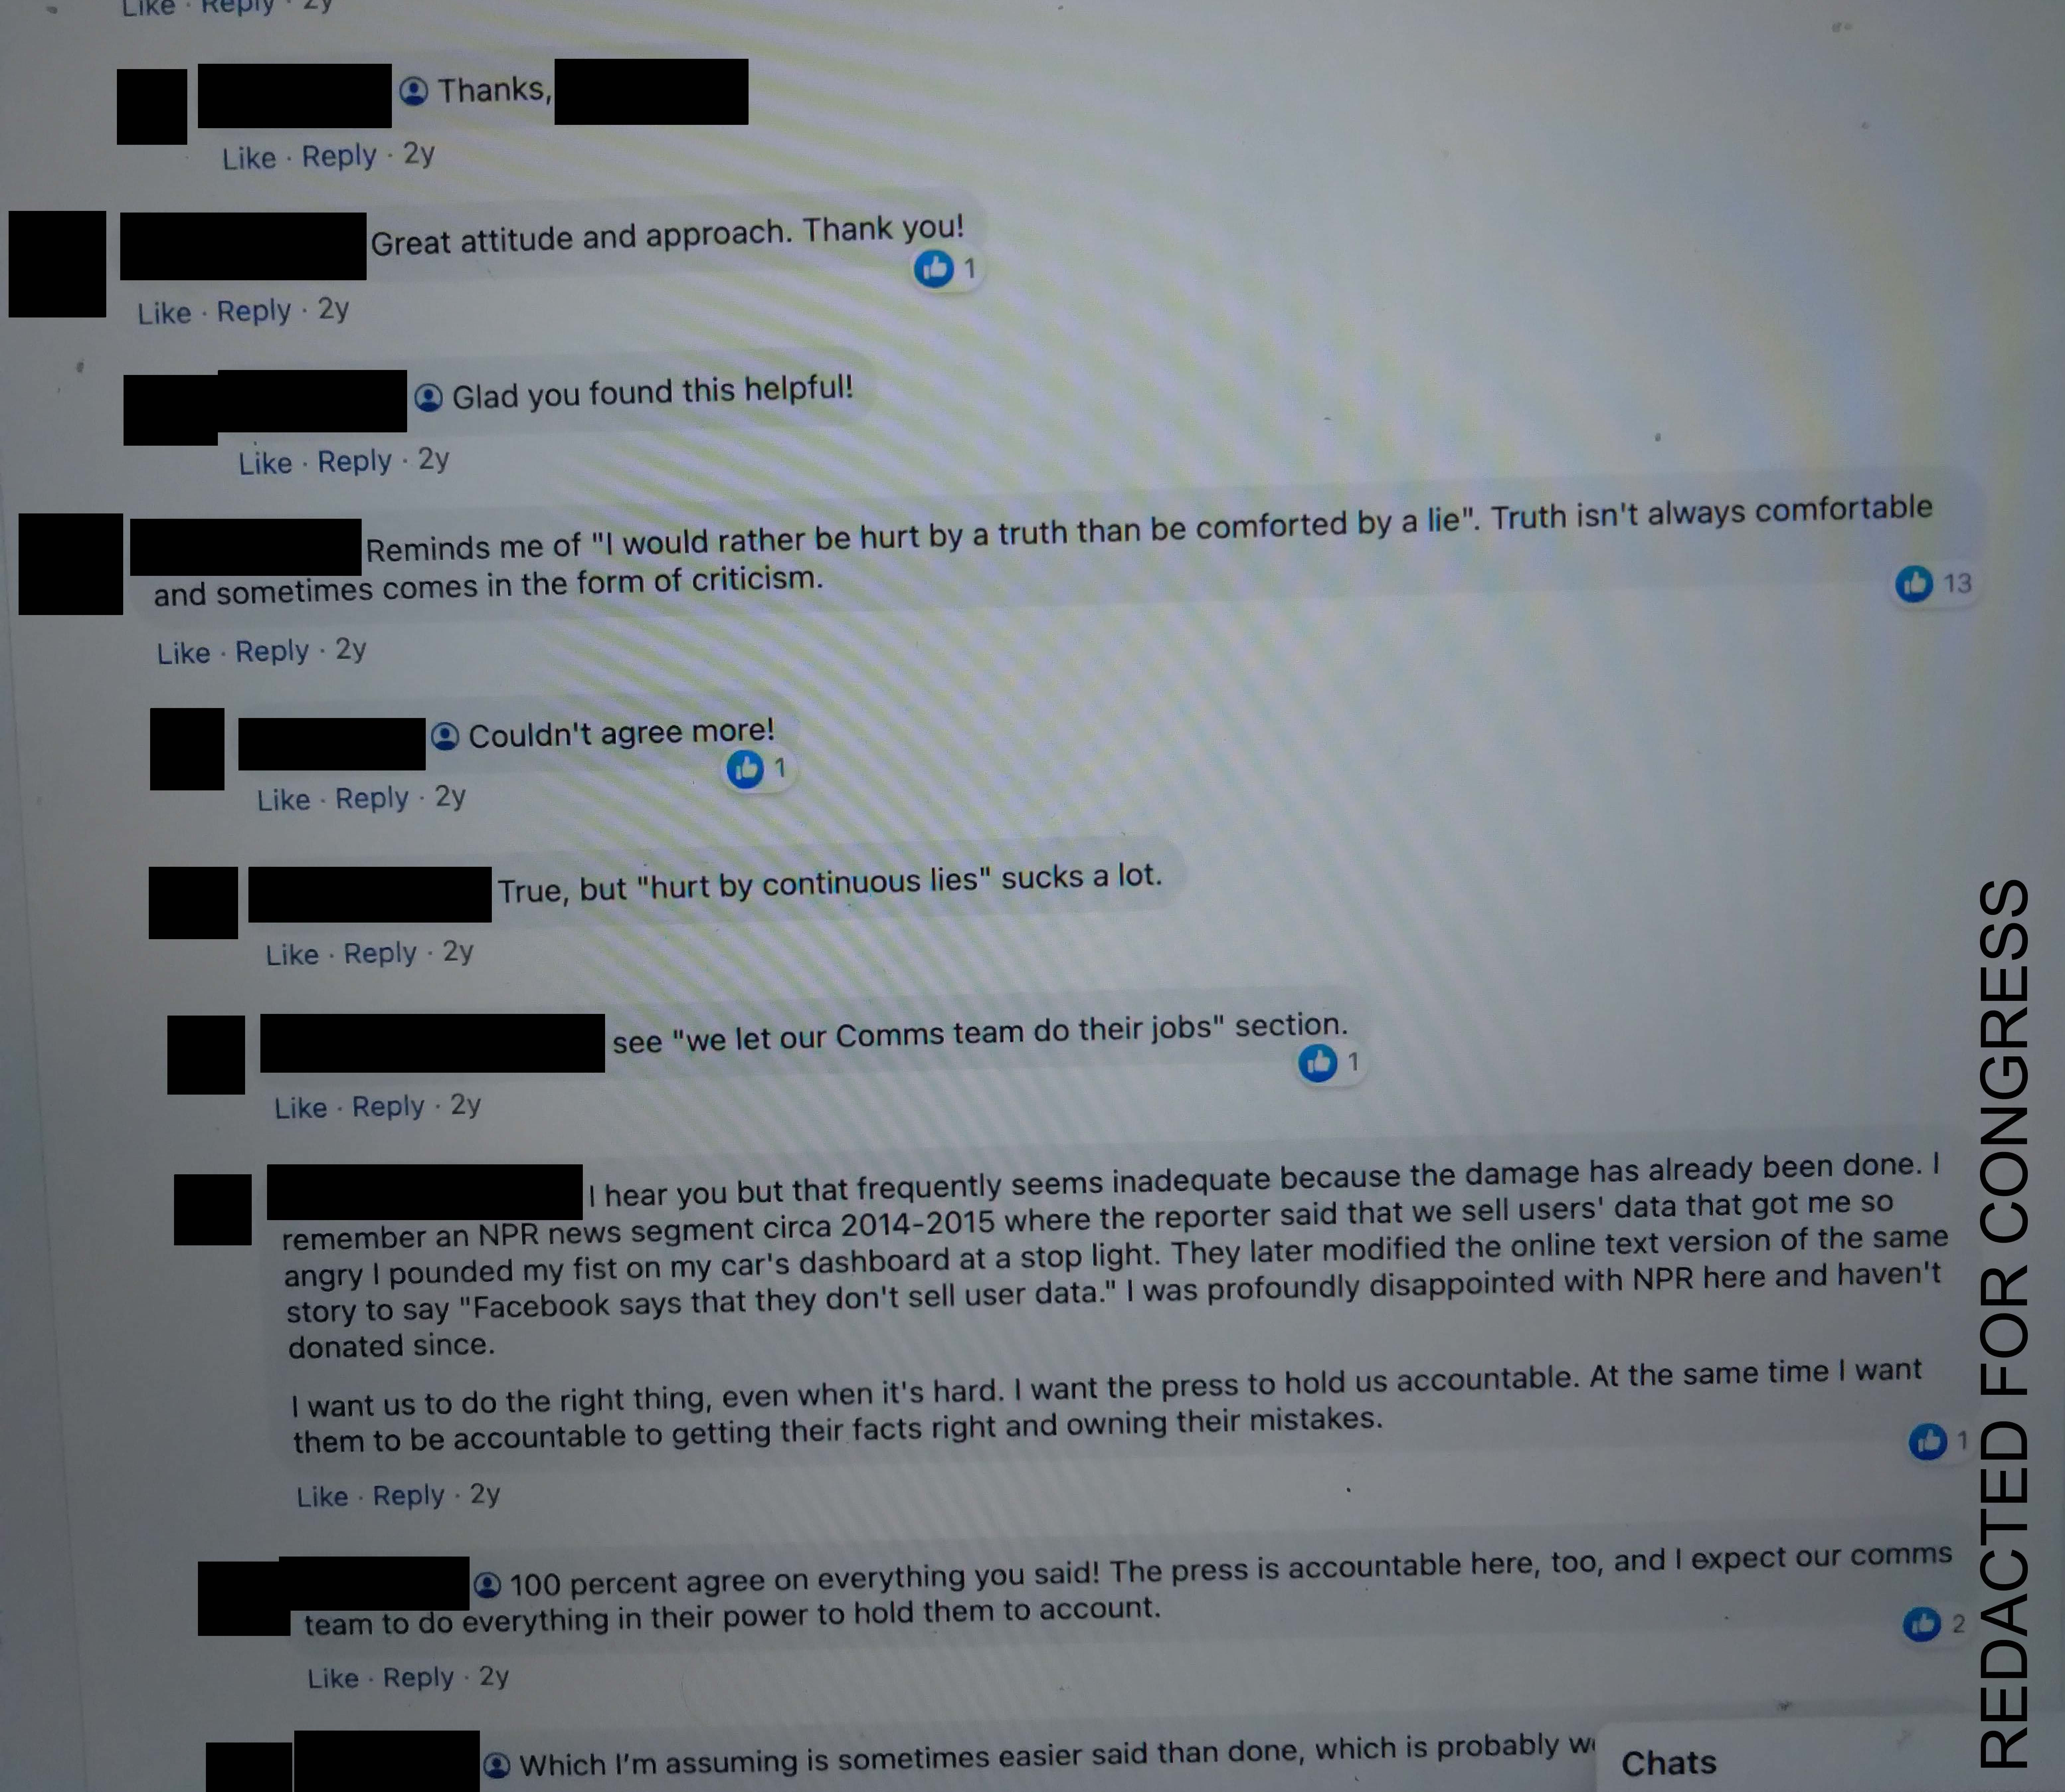 Like · Reply · 2y
Thanks,
Like · Reply · 2y
Great attitude and approach. Thank you!
1
Like · Reply · 2y
Glad you found this helpful!
Like · Reply · 2y
Reminds me of "I would rather be hurt by a truth than be comforted by a lie". Truth isn't always comfortable
and sometimes comes in the form of criticism.
13
Like · Reply · 2y
Couldn't agree more!
1
Like · Reply · 2y
True, but "hurt by continuous lies" sucks a lot.
Like · Reply · 2y
see "we let our Comms team do their jobs" section.
1
Like · Reply · 2y
I hear you but that frequently seems inadequate because the damage has already been done. I
remember an NPR news segment circa 2014-2015 where the reporter said that we sell users' data that got me so
angry I pounded my fist on my car's dashboard at a stop light. They later modified the online text version of the same
story to say "Facebook says that they don't sell user data." I was profoundly disappointed with NPR here and haven't
donated since.
I want us to do the right thing, even when it's hard. I want the press to hold us accountable. At the same time I want
them to be accountable to getting their facts right and owning their mistakes.
1
Like · Reply · 2y
100 percent agree on everything you said! The press is accountable here, too, and I expect our comms
team to do everything in their power to hold them to account.
2
Like · Reply · 2y
Which I'm assuming is sometimes easier said than done, which is probably
Chats
REDACTED FOR CONGRESS